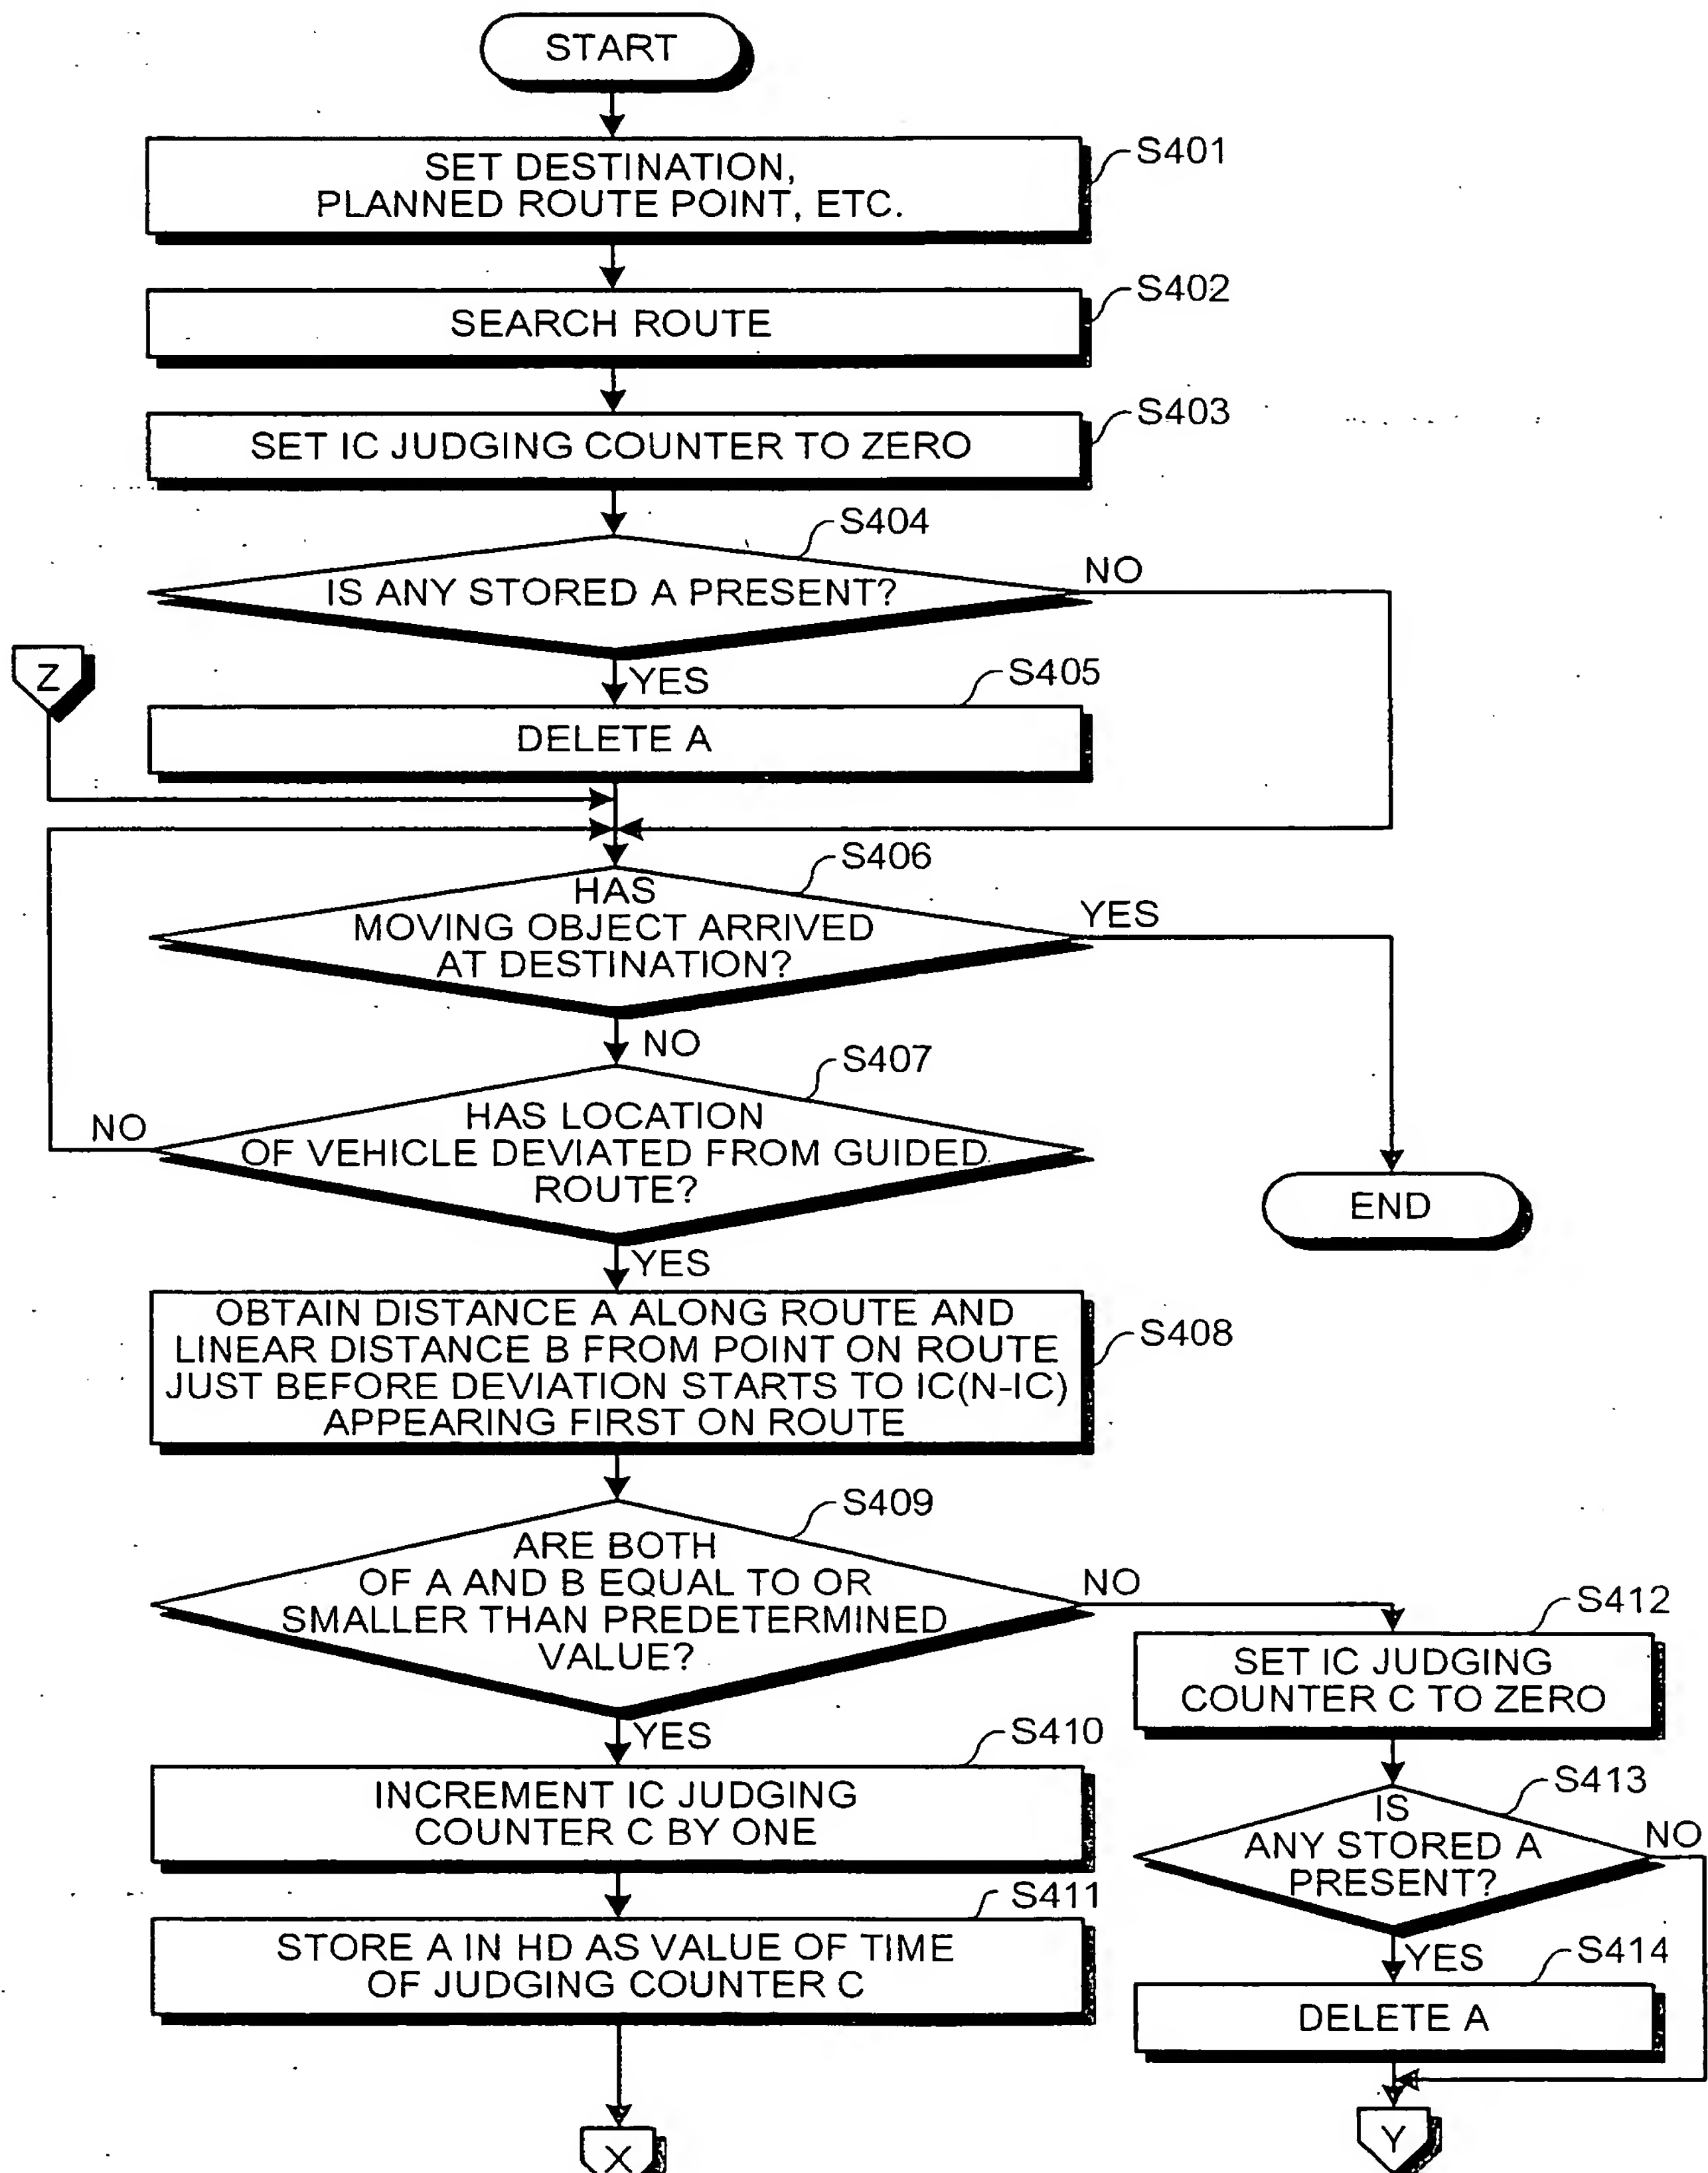 START
S401
SET DESTINATION,
PLANNED ROUTE POINT, ETC.
S402
SEARCH ROUTE
S403
SET IC JUDGING COUNTER TO ZERO
S404
IS ANY STORED A PRESENT?
NO
YES
Z
S405
DELETE A
S406
HAS
MOVING OBJECT ARRIVED
AT DESTINATION?
YES
NO
S407
HAS LOCATION
OF VEHICLE DEVIATED FROM GUIDED
ROUTE?
NO
YES
END
S408
OBTAIN DISTANCE A ALONG ROUTE AND
LINEAR DISTANCE B FROM POINT ON ROUTE
JUST BEFORE DEVIATION STARTS TO IC(N-IC)
APPEARING FIRST ON ROUTE
S409
ARE BOTH
OF A AND B EQUAL TO OR
SMALLER THAN PREDETERMINED
VALUE?
NO
YES
S410
INCREMENT IC JUDGING
COUNTER C BY ONE
S411
STORE A IN HD AS VALUE OF TIME
OF JUDGING COUNTER C
X
S412
SET IC JUDGING
COUNTER C TO ZERO
S413
IS
ANY STORED A
PRESENT?
NO
YES
S414
DELETE A
Y